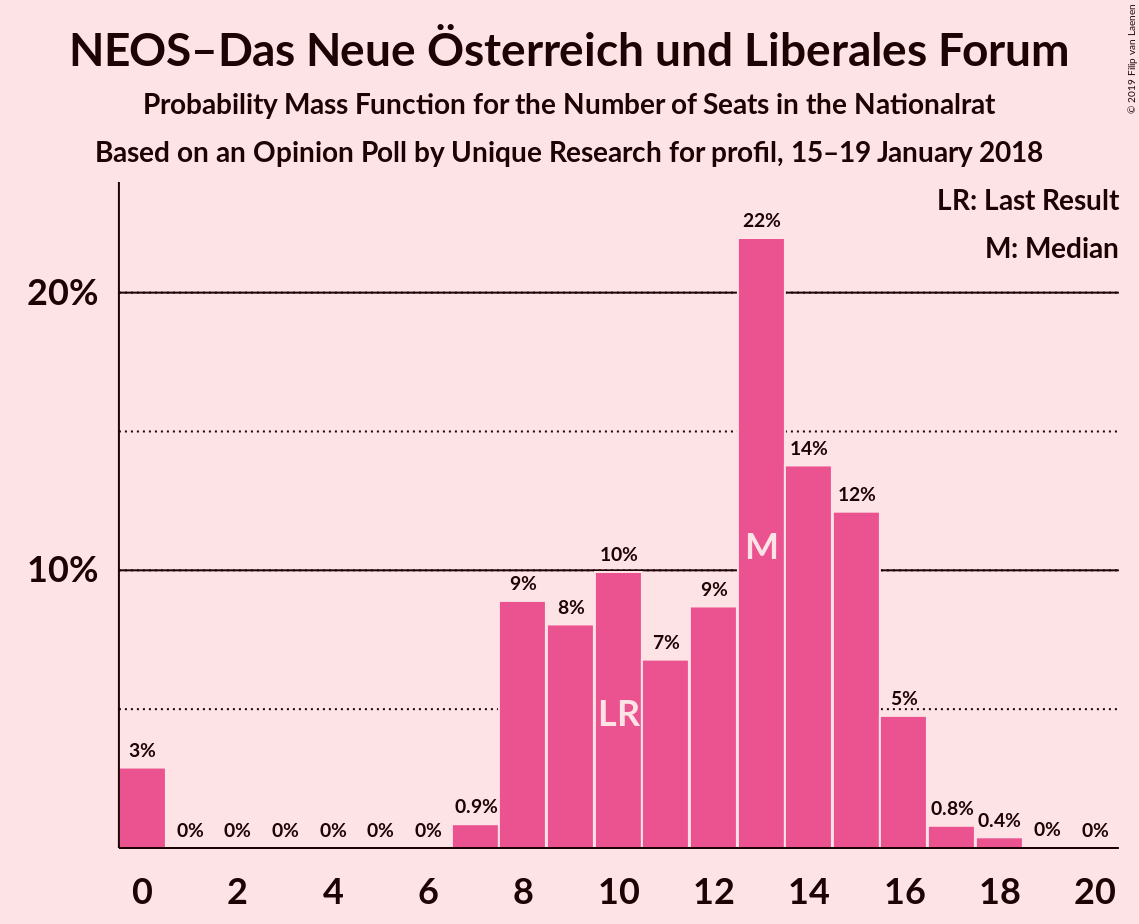 NEOS–Das Neue Österreich und Liberales Forum
Probability Mass Function for the Number of Seats in the Nationalrat
Based on an Opinion Poll by Unique Research for profil, 15–19 January 2018
© 2019 Filip van Laenen
LR: Last Result
M: Median
20%
10%
3%
0%
0%
0%
0%
0%
0%
0.9%
9%
8%
10%
7%
9%
22%
14%
12%
5%
0.8%
0.4%
0%
0%
LR
M
0 2 4 6 8 10 12 14 16 18 20